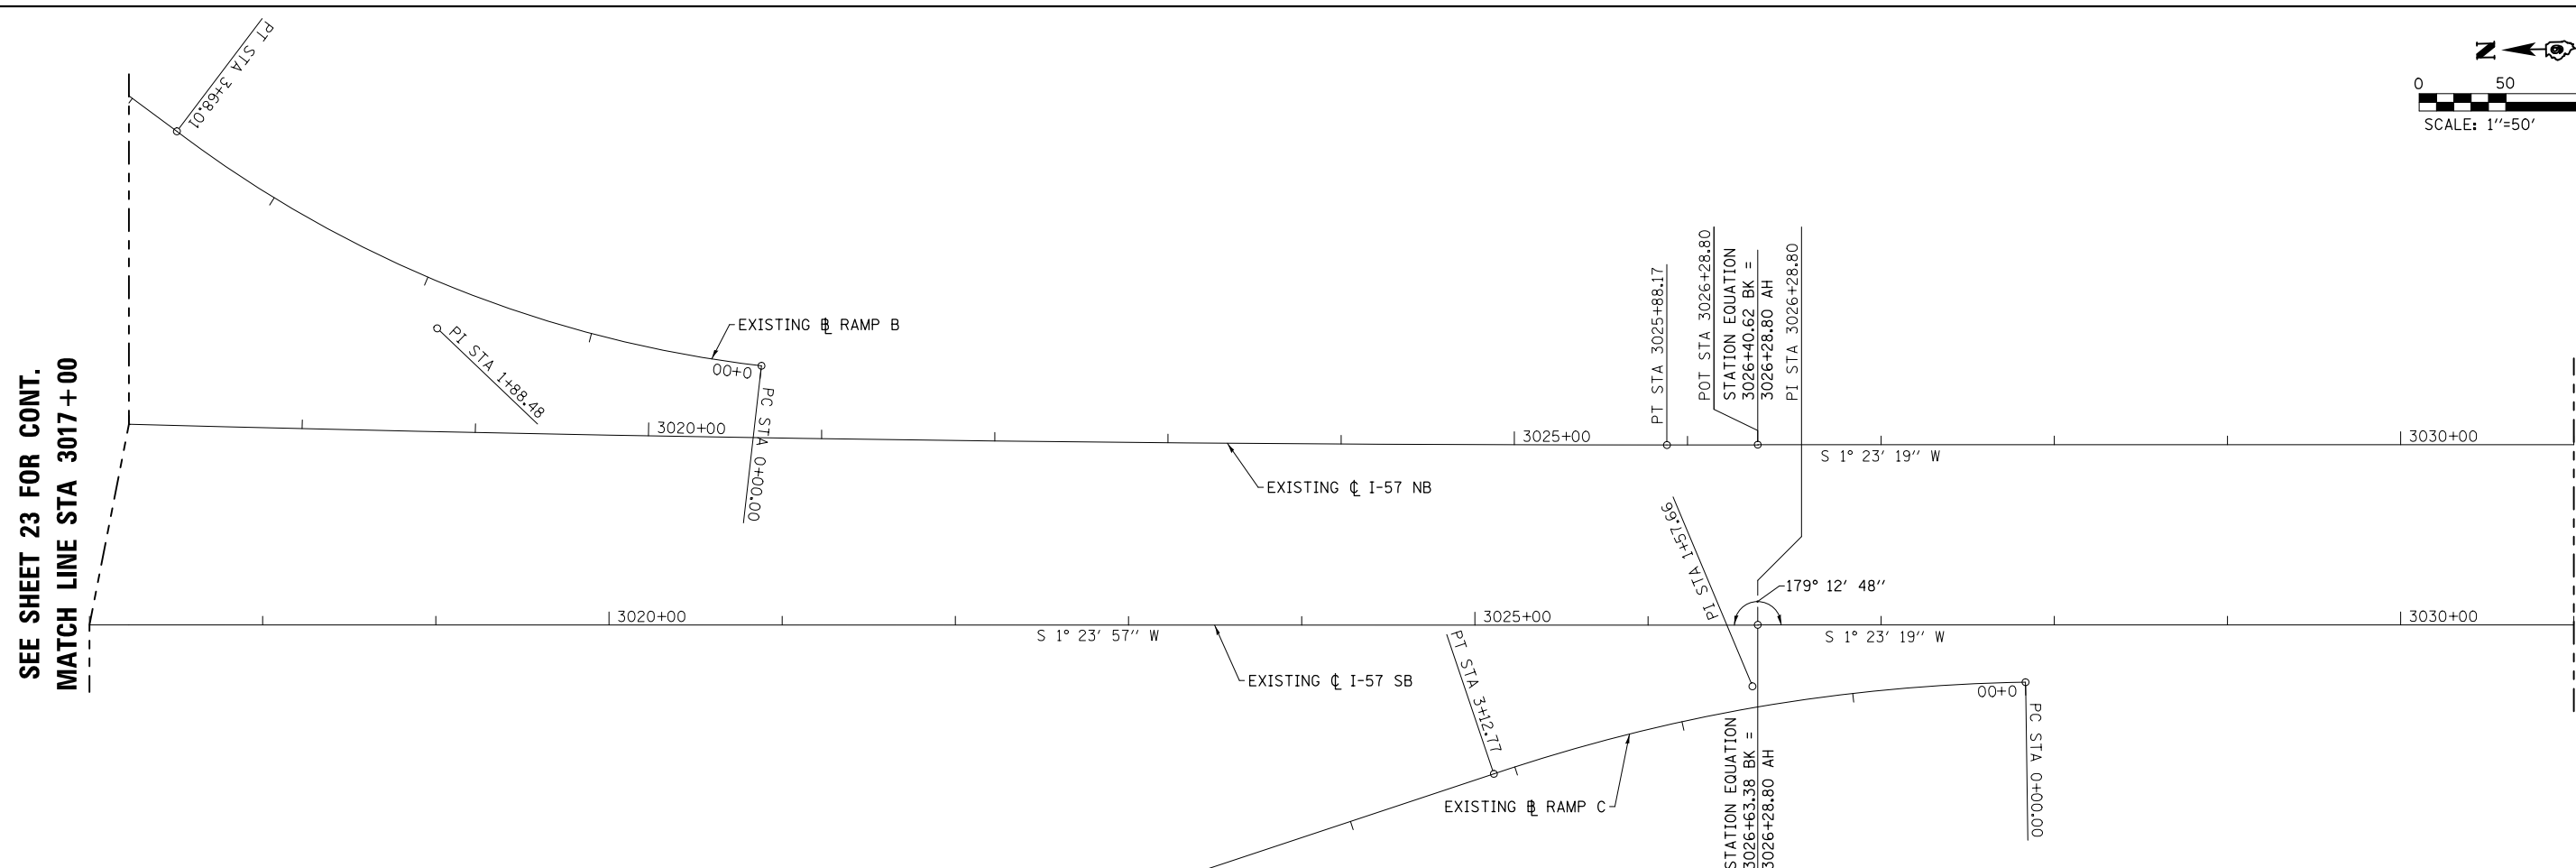 PT STA 3+68.01
N
0 50
SCALE: 1"=50'
SEE SHEET 23 FOR CONT.
MATCH LINE STA 3017+00
PI STA 1+88.48
EXISTING ℄ RAMP B
0+00
PC STA 0+00.00
3020+00
3025+00
3030+00
EXISTING ℄ I-57 NB
PT STA 3025+88.17
POT STA 3026+28.80
STATION EQUATION
3026+40.62 BK =
3026+28.80 AH
PI STA 3026+28.80
S 1° 23' 19" W
PI STA 1+57.66
179° 12' 48"
3020+00
S 1° 23' 57" W
3025+00
S 1° 23' 19" W
3030+00
EXISTING ℄ I-57 SB
PT STA 3+12.77
EXISTING ℄ RAMP C
STATION EQUATION
3026+63.38 BK =
3026+28.80 AH
0+00
PC STA 0+00.00